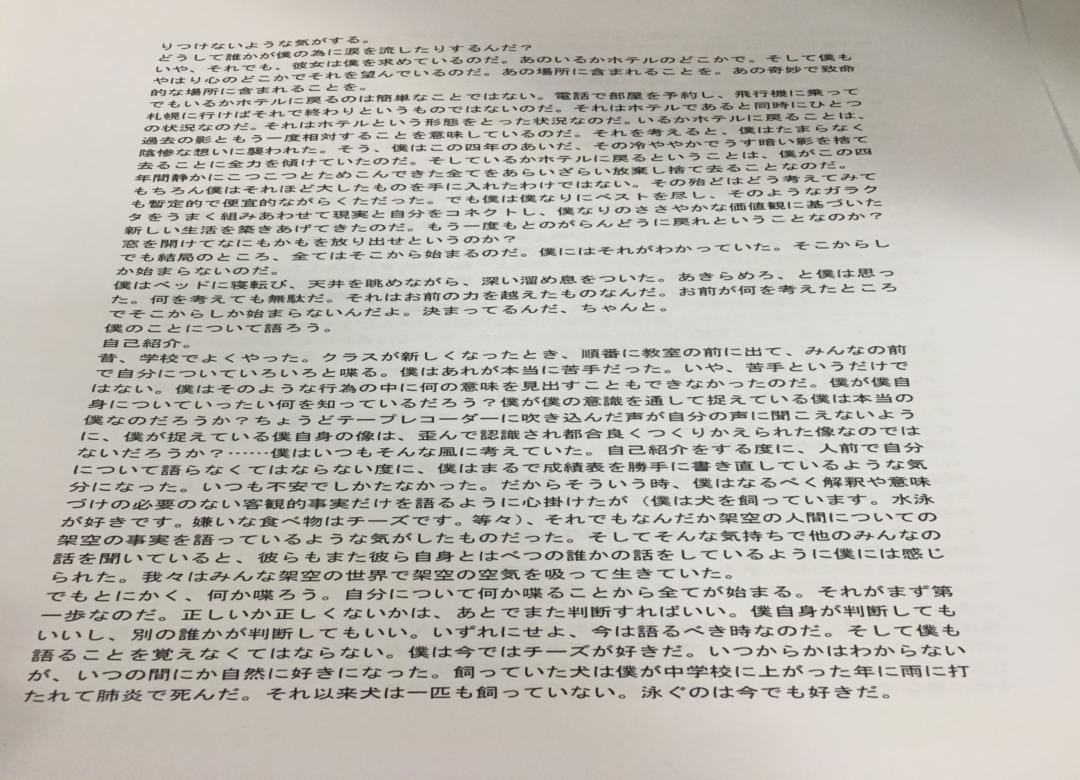 りつけないような気がする。
どうして誰かが僕の為に涙を流したりするんだ？
いや、それでも、彼女は僕を求めているのだ。あのいるかホテルのどこかで。そして僕も
やはり心のどこかでそれを望んでいるのだ。あの場所に含まれることを。あの奇妙で致命
的な場所に含まれることを。
でもいるかホテルに戻るのは簡単なことではない。電話で部屋を予約し、飛行機に乗って
札幌に行けばそれで終わりというものではないのだ。それはホテルであると同時にひとつ
の状況なのだ。それはホテルという形態をとった状況なのだ。いるかホテルに戻ることは、
過去の影ともう一度相対することを意味しているのだ。それを考えると、僕はたまらなく
陰惨な想いに襲われた。そう、僕はこの四年のあいだ、その冷ややかでうす暗い影を捨て
去ることに全力を傾けていたのだ。そしているかホテルに戻るということは、僕がこの四
年間静かにこつこつとためこんできた全てをあらいざらい放棄し捨て去ることなのだ。
もちろん僕はそれほど大したものを手に入れたわけではない。その殆どはどう考えてみて
も暫定的で便宜的ながらくただった。でも僕は僕なりにベストを尽し、そのようなガラク
タをうまく組みあわせて現実と自分をコネクトし、僕なりのささやかな価値観に基づいた
新しい生活を築きあげてきたのだ。もう一度もとのがらんどうに戻れということなのか？
窓を開けてなにもかもを放り出せというのか？
でも結局のところ、全てはそこから始まるのだ。僕にはそれがわかっていた。そこからし
か始まらないのだ。
僕はベッドに寝転び、天井を眺めながら、深い溜め息をついた。あきらめろ、と僕は思っ
た。何を考えても無駄だ。それはお前の力を越えたものなんだ。お前が何を考えたところ
でそこからしか始まらないんだよ。決まってるんだ、ちゃんと。
僕のことについて語ろう。
自己紹介。
昔、学校でよくやった。クラスが新しくなったとき、順番に教室の前に出て、みんなの前
で自分についていろいろと喋る。僕はあれが本当に苦手だった。いや、苦手というだけで
はない。僕はそのような行為の中に何の意味を見出すこともできなかったのだ。僕が僕自
身についていったい何を知っているだろう？僕が僕の意識を通して捉えている僕は本当の
僕なのだろうか？ちょうどテープレコーダーに吹き込んだ声が自分の声に聞こえないよう
に、僕が捉えている僕自身の像は、歪んで認識され都合良くつくりかえられた像なのでは
ないだろうか？……僕はいつもそんな風に考えていた。自己紹介をする度に、人前で自分
について語らなくてはならない度に、僕はまるで成績表を勝手に書き直しているような気
分になった。いつも不安でしかたなかった。だからそういう時、僕はなるべく解釈や意味
づけの必要のない客観的事実だけを語るように心掛けたが（僕は犬を飼っています。水泳
が好きです。嫌いな食べ物はチーズです。等々）、それでもなんだか架空の人間についての
架空の事実を語っているような気がしたものだった。そしてそんな気持ちで他のみんなの
話を聞いていると、彼らもまた彼ら自身とはべつの誰かの話をしているように僕には感じ
られた。我々はみんな架空の世界で架空の空気を吸って生きていた。
でもとにかく、何か喋ろう。自分について何か喋ることから全てが始まる。それがまず第
一歩なのだ。正しいか正しくないかは、あとでまた判断すればいい。僕自身が判断しても
いいし、別の誰かが判断してもいい。いずれにせよ、今は語るべき時なのだ。そして僕も
語ることを覚えなくてはならない。僕は今ではチーズが好きだ。いつからかはわからない
が、いつの間にか自然に好きになった。飼っていた犬は僕が中学校に上がった年に雨に打
たれて肺炎で死んだ。それ以来犬は一匹も飼っていない。泳ぐのは今でも好きだ。